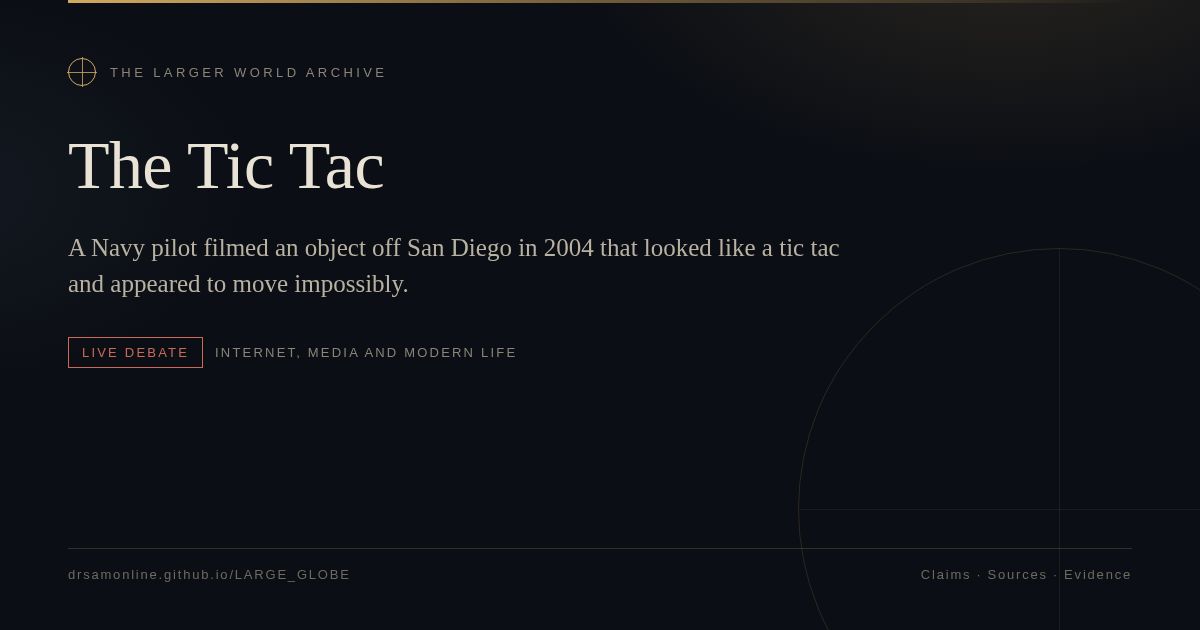 THE LARGER WORLD ARCHIVE
The Tic Tac
A Navy pilot filmed an object off San Diego in 2004 that looked like a tic tac
and appeared to move impossibly.
LIVE DEBATE INTERNET, MEDIA AND MODERN LIFE
drsamonline.github.io/LARGE_GLOBE Claims · Sources · Evidence